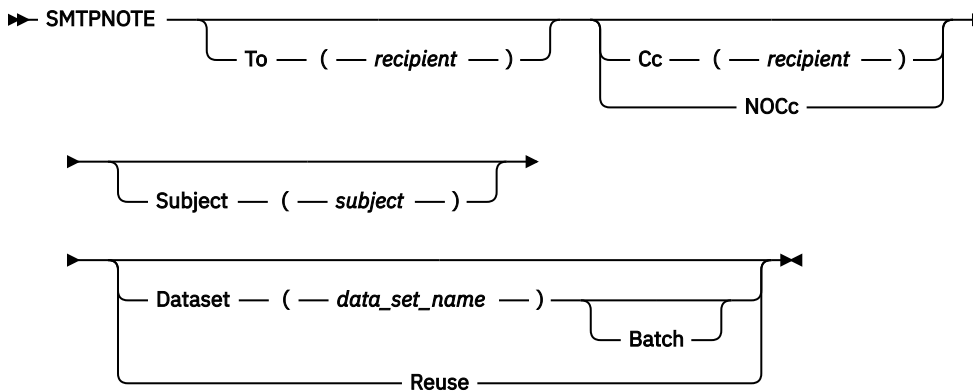 SMTPNOTE
To ( recipient ) Cc ( recipient )
NOCc
Subject ( subject )
Dataset ( data_set_name )
Batch
Reuse